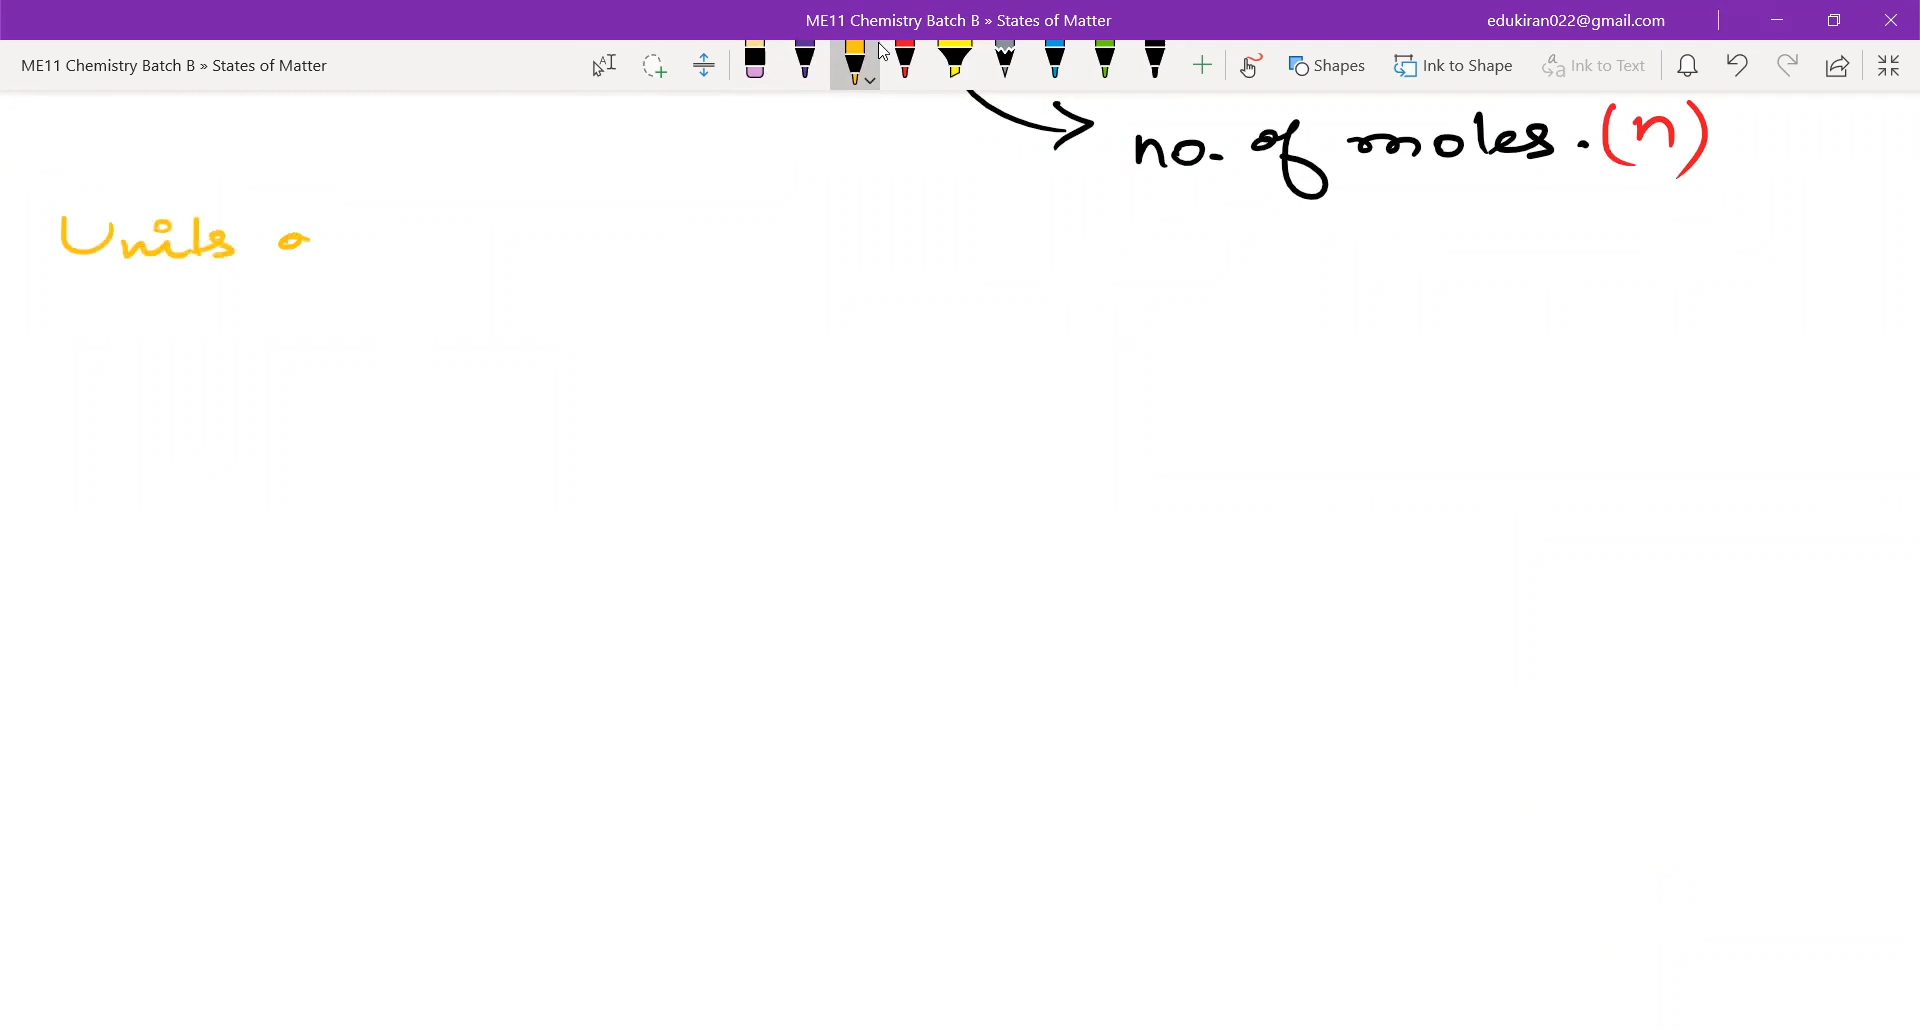 ME11 Chemistry Batch B » States of Matter
edukiran022@gmail.com
ME11 Chemistry Batch B » States of Matter
Shapes
Ink to Shape
Ink to Text
no. of moles. (n)
Units o